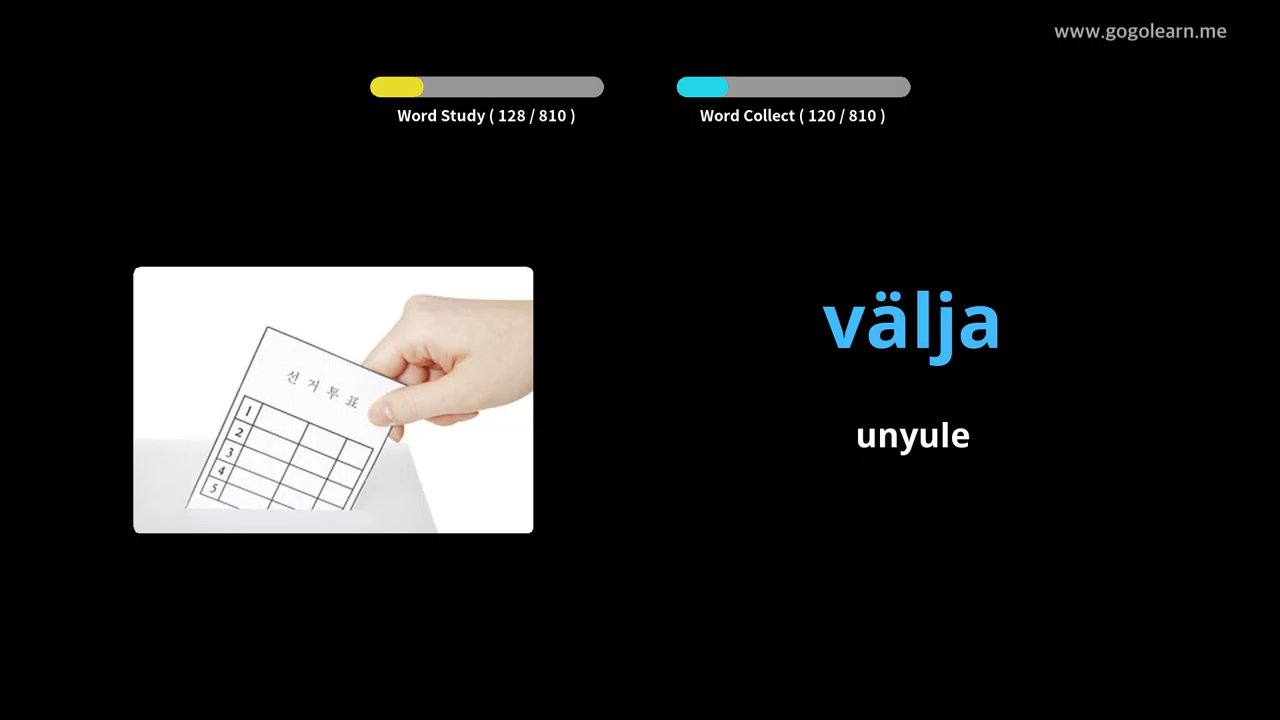 www.gogolearn.me
Word Study ( 128 / 810 )
Word Collect ( 120 / 810 )
선거투표
1
2
3
4
5
välja
unyule